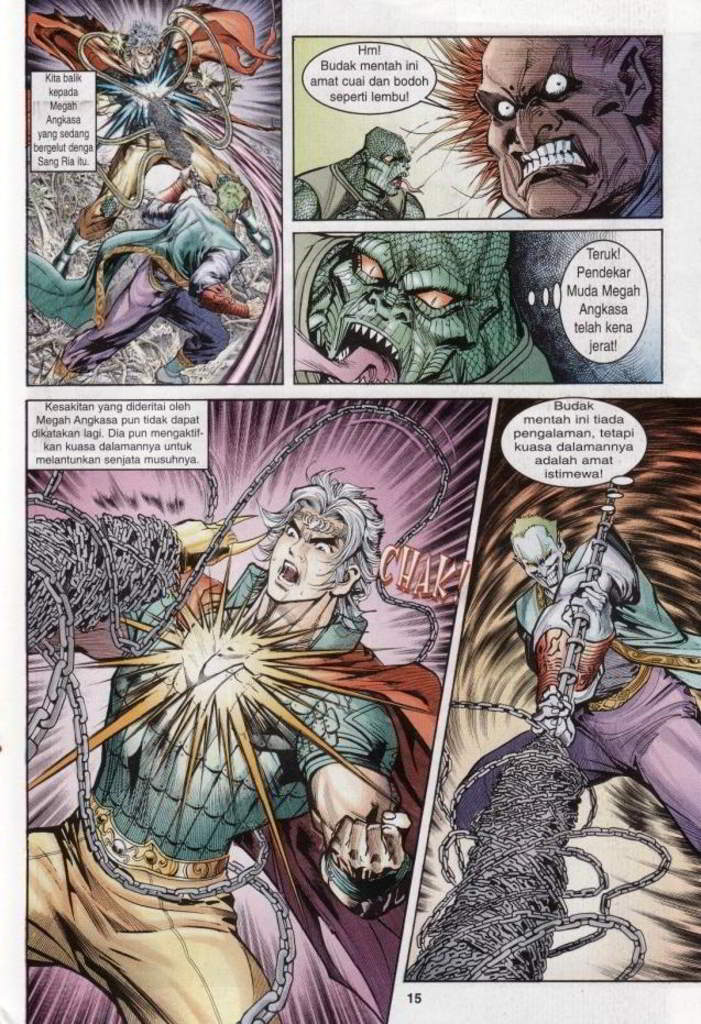 Kita balik
kepada
Megah
Angkasa
yang sedang
bergelut denga
Sang Ria itu.
Hm!
Budak mentah ini
amat cuai dan bodoh
seperti lembu!
Teruk!
Pendekar
Muda Megah
Angkasa
telah kena
jerat!
Kesakitan yang dideritai oleh
Megah Angkasa pun tidak dapat
dikatakan lagi. Dia pun mengaktif-
kan kuasa dalamannya untuk
melantunkan senjata musuhnya.
CHAK!
Budak
mentah ini tiada
pengalaman, tetapi
kuasa dalamannya
adalah amat
istimewa!
15